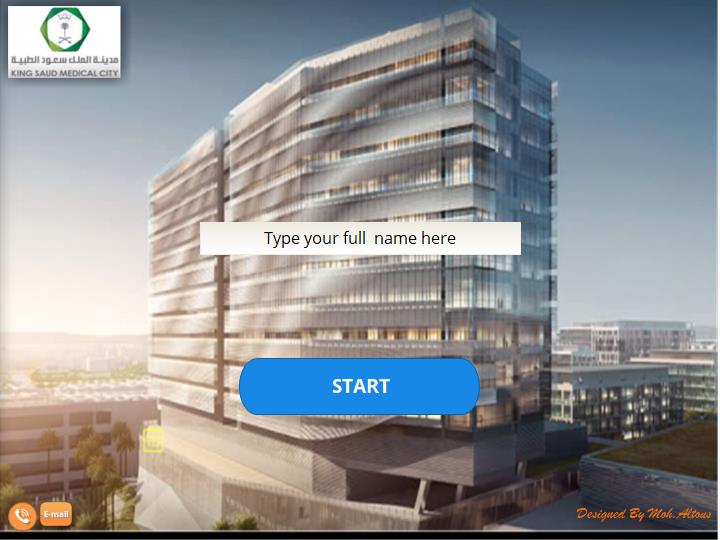 مدينة الملك سعود الطبية
KING SAUD MEDICAL CITY
Type your full  name here
START
E-mail
Designed By Moh.Altous